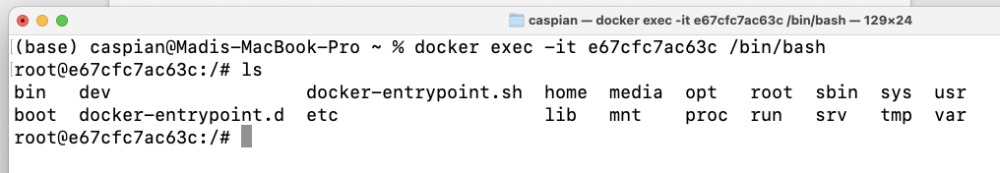 caspian — docker exec -it e67cfc7ac63c /bin/bash — 129×24
(base) caspian@Madis-MacBook-Pro ~ % docker exec -it e67cfc7ac63c /bin/bash
root@e67cfc7ac63c:/# ls
bin   dev                  docker-entrypoint.sh  home  media  opt   root  sbin  sys  usr
boot  docker-entrypoint.d  etc                   lib   mnt    proc  run   srv   tmp  var
root@e67cfc7ac63c:/#